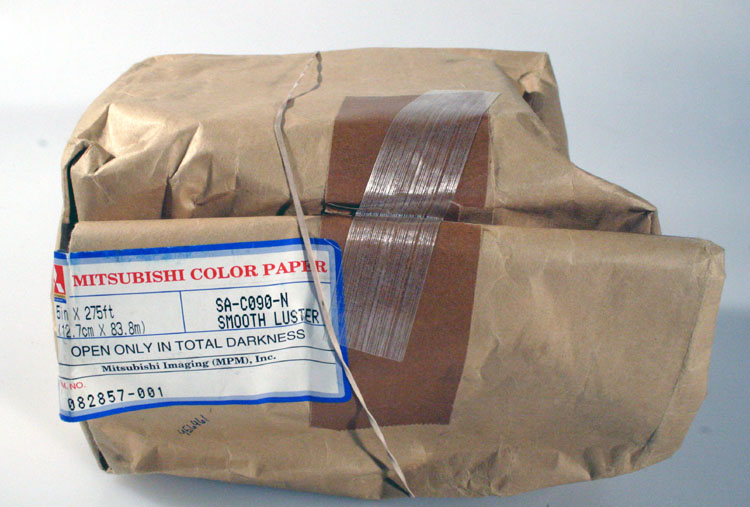 MITSUBISHI COLOR PAPER
5in X 275ft
(12.7cm X 83.8m)
SA-C090-N
SMOOTH LUSTER
OPEN ONLY IN TOTAL DARKNESS
Mitsubishi Imaging (MPM), Inc.
M. NO.
082857-001